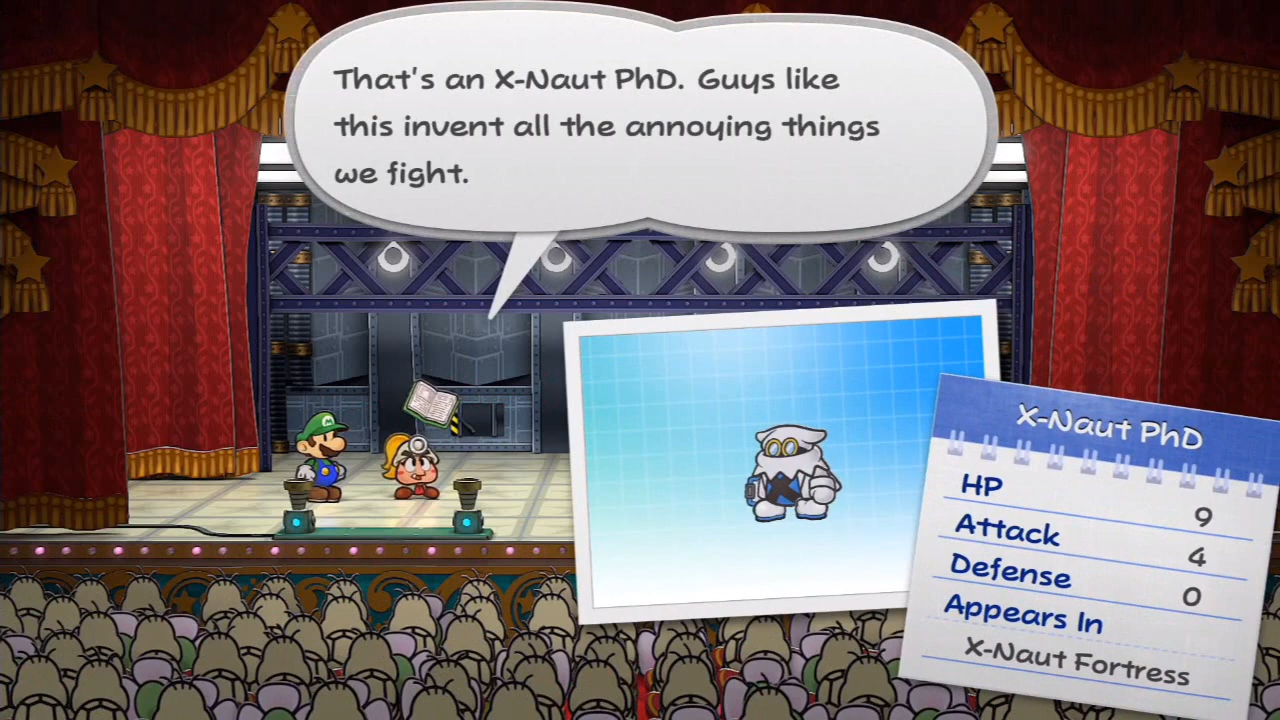 That's an X-Naut PhD. Guys like
this invent all the annoying things
we fight.
X-Naut PhD
HP 9
Attack 4
Defense 0
Appears In
X-Naut Fortress